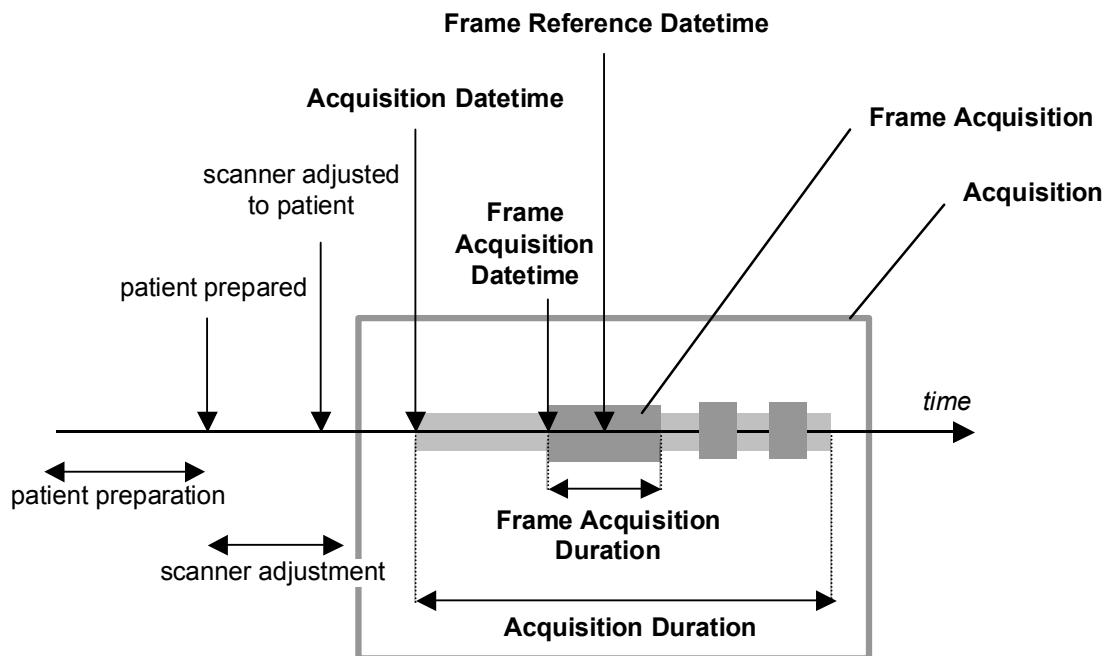 Frame Reference Datetime
Acquisition Datetime
Frame Acquisition
scanner adjusted
to patient
Acquisition
Frame
Acquisition
Datetime
patient prepared
time
patient preparation
Frame Acquisition
Duration
scanner adjustment
Acquisition Duration